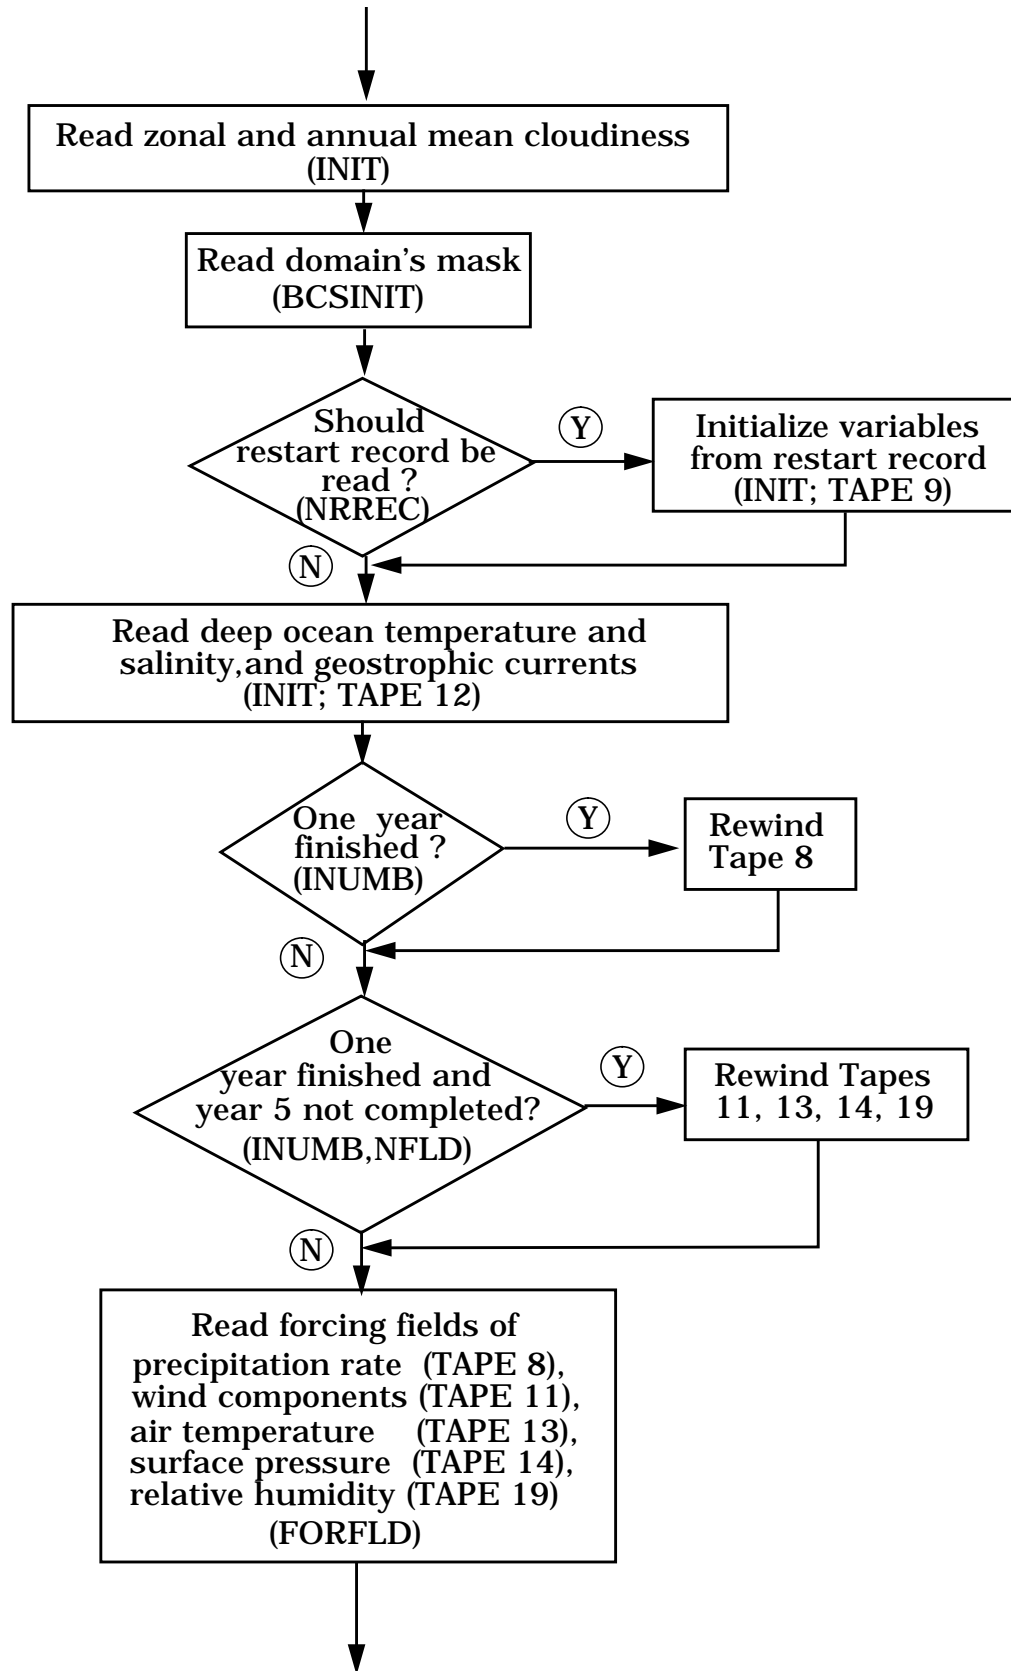 Read zonal and annual mean cloudiness
(INIT)
Read domain's mask
(BCSINIT)
Should
restart record be
read ?
(NRREC)
Y
Initialize variables
from restart record
(INIT; TAPE 9)
N
Read deep ocean temperature and
salinity,and geostrophic currents
(INIT; TAPE 12)
One year
finished ?
(INUMB)
Y
Rewind
Tape 8
N
One
year finished and
year 5 not completed?
(INUMB,NFLD)
Y
Rewind Tapes
11, 13, 14, 19
N
Read forcing fields of
precipitation rate (TAPE 8),
wind components (TAPE 11),
air temperature (TAPE 13),
surface pressure (TAPE 14),
relative humidity (TAPE 19)
(FORFLD)